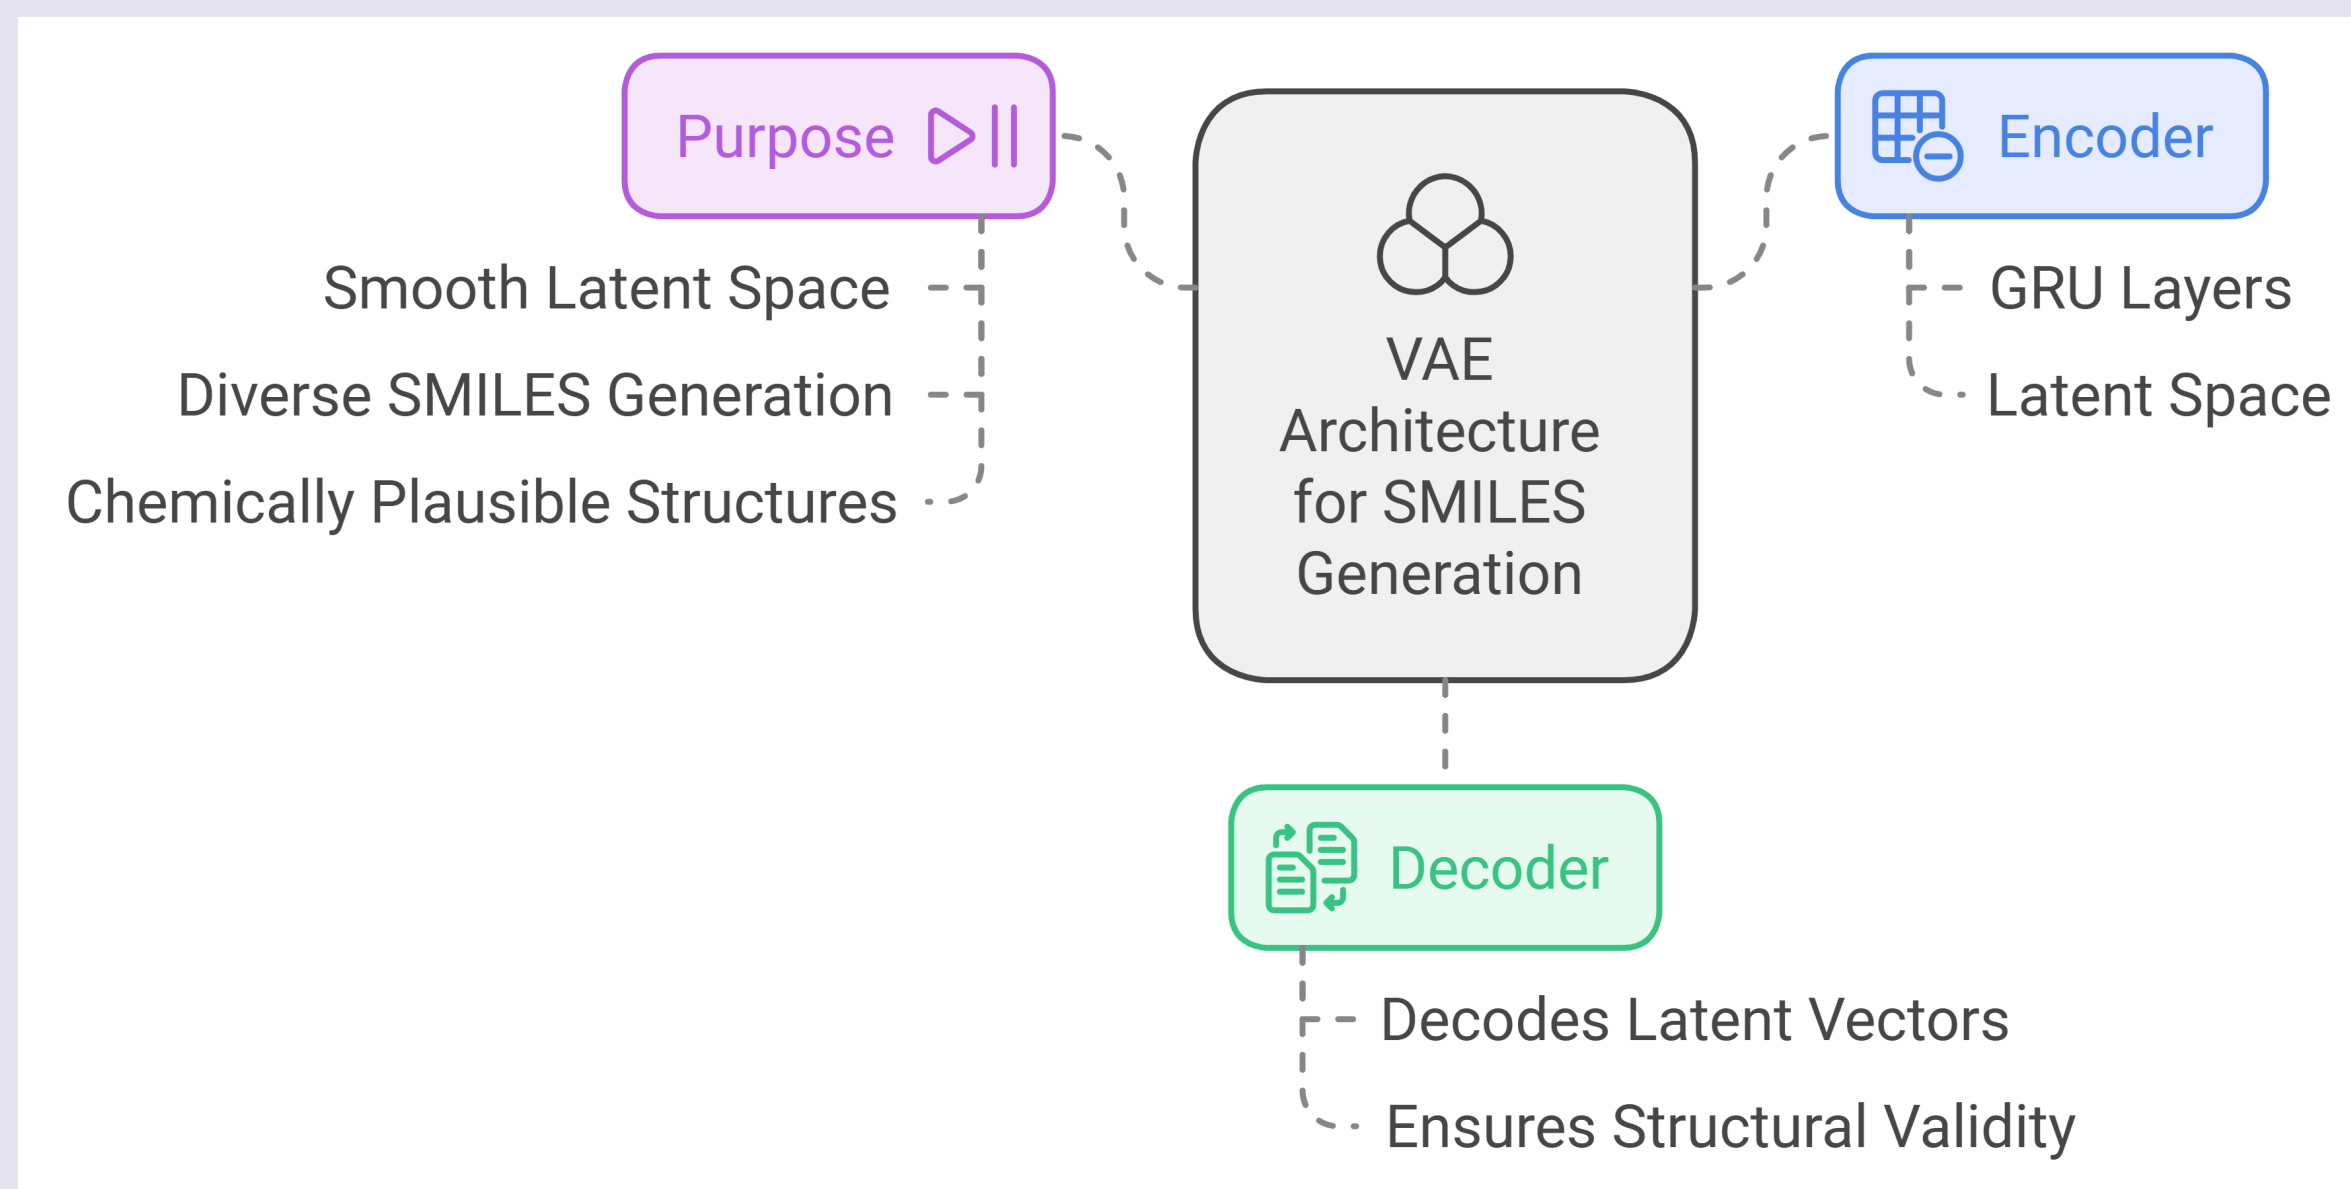 Purpose
Smooth Latent Space
Diverse SMILES Generation
Chemically Plausible Structures
VAE
Architecture
for SMILES
Generation
Encoder
GRU Layers
Latent Space
Decoder
Decodes Latent Vectors
Ensures Structural Validity